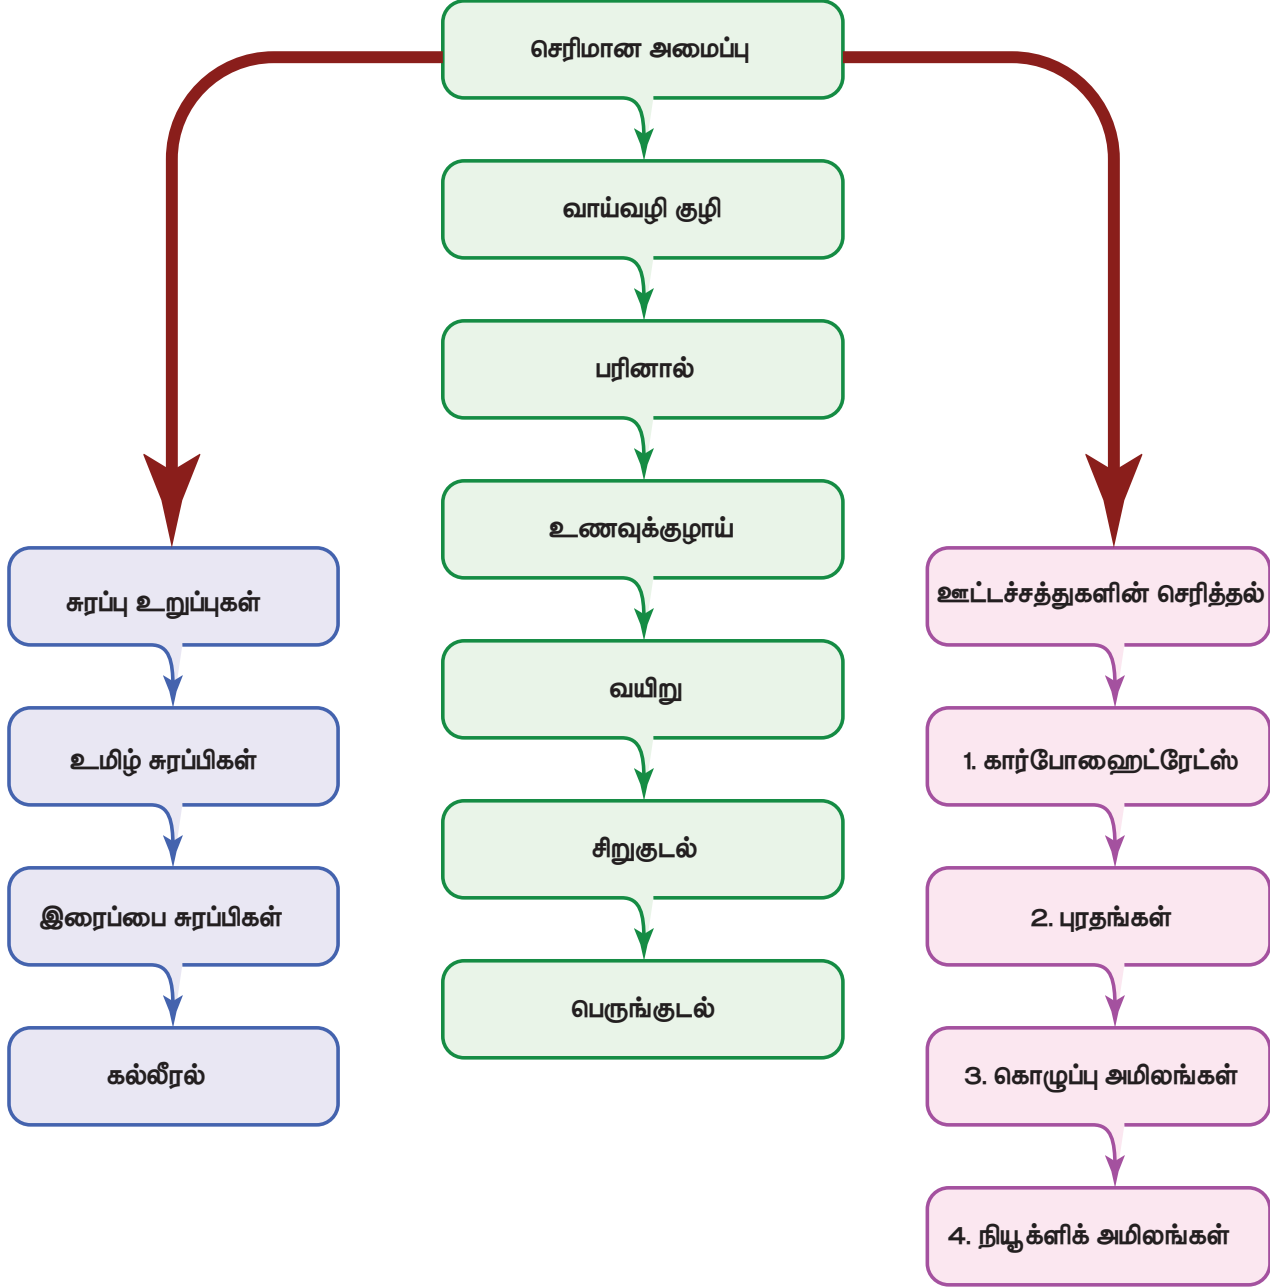 செரிமான அமைப்பு
வாய்வழி குழி
பரினால்
உணவுக்குழாய்
வயிறு
சிறுகுடல்
பெருங்குடல்
சுரப்பு உறுப்புகள்
உமிழ் சுரப்பிகள்
இரைப்பை சுரப்பிகள்
கல்லீரல்
ஊட்டச்சத்துகளின் செரித்தல்
1. கார்போஹைட்ரேட்ஸ்
2. புரதங்கள்
3. கொழுப்பு அமிலங்கள்
4. நியூக்ளிக் அமிலங்கள்